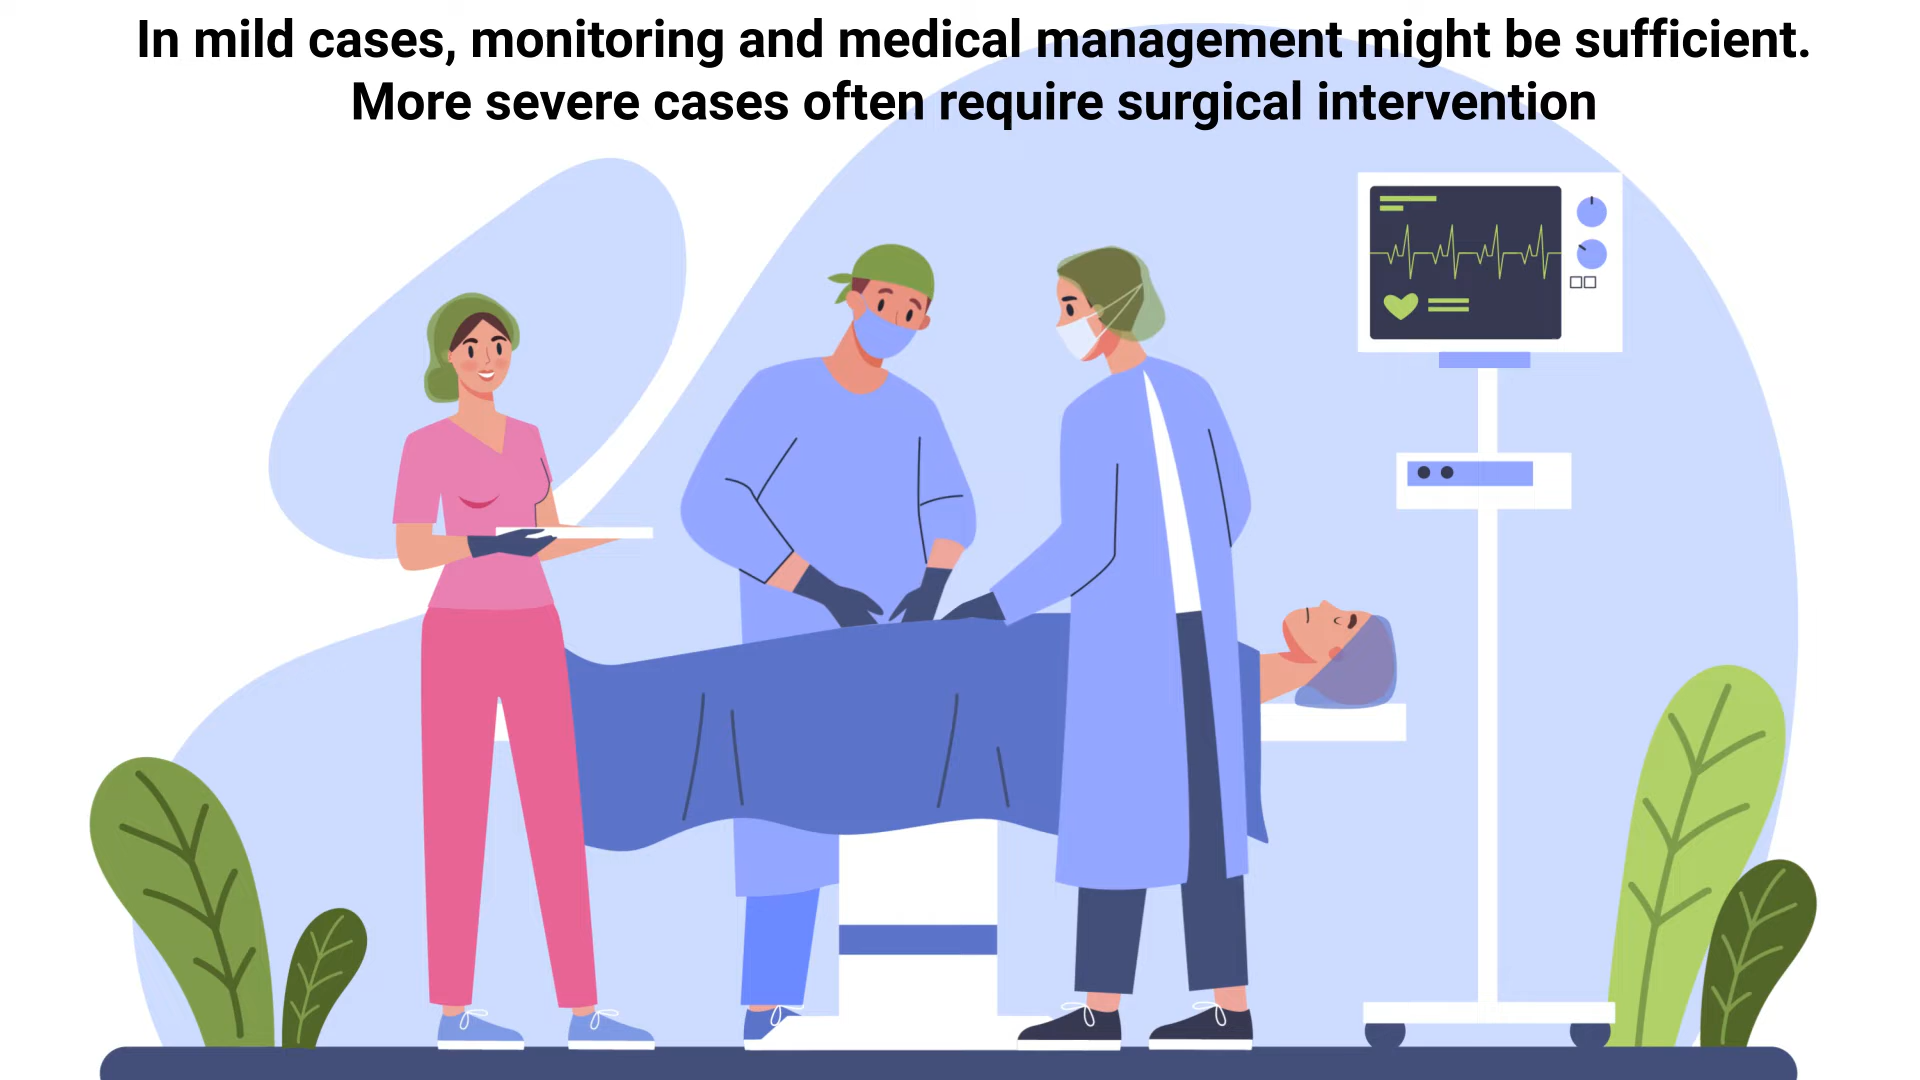 In mild cases, monitoring and medical management might be sufficient.
More severe cases often require surgical intervention